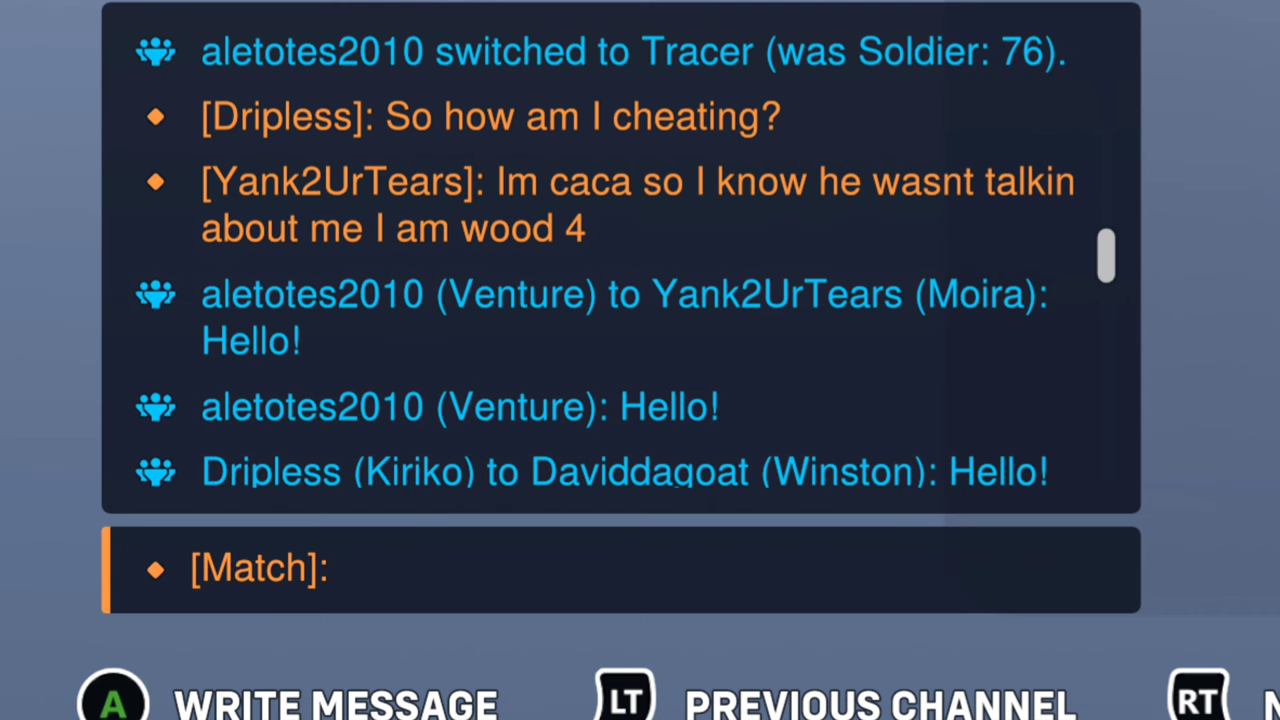 aletotes2010 switched to Tracer (was Soldier: 76).
[Dripless]: So how am I cheating?
[Yank2UrTears]: Im caca so I know he wasnt talkin
about me I am wood 4
aletotes2010 (Venture) to Yank2UrTears (Moira):
Hello!
aletotes2010 (Venture): Hello!
Dripless (Kiriko) to Daviddagoat (Winston): Hello!
[Match]:
A WRITE MESSAGE LT PREVIOUS CHANNEL RT